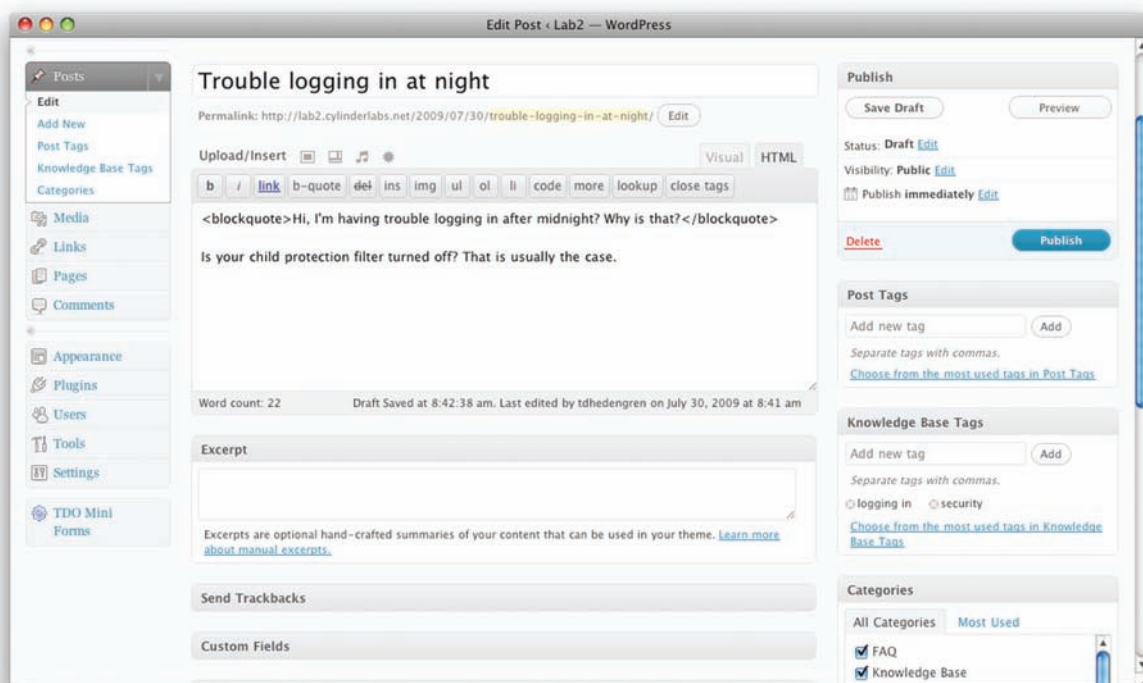 Edit Post ‹ Lab2 — WordPress
Posts
Edit
Add New
Post Tags
Knowledge Base Tags
Categories
Media
Links
Pages
Comments
Appearance
Plugins
Users
Tools
Settings
TDO Mini
Forms
Trouble logging in at night
Permalink: http://lab2.cylinderlabs.net/2009/07/30/trouble-logging-in-at-night/ Edit
Upload/Insert
Visual HTML
b i link b-quote del ins img ul ol li code more lookup close tags
<blockquote>Hi, I'm having trouble logging in after midnight? Why is that?</blockquote>
Is your child protection filter turned off? That is usually the case.
Word count: 22 Draft Saved at 8:42:38 am. Last edited by tdhedengren on July 30, 2009 at 8:41 am
Excerpt
Excerpts are optional hand-crafted summaries of your content that can be used in your theme. Learn more
about manual excerpts.
Send Trackbacks
Custom Fields
Publish
Save Draft Preview
Status: Draft Edit
Visibility: Public Edit
Publish immediately Edit
Delete Publish
Post Tags
Add new tag Add
Separate tags with commas.
Choose from the most used tags in Post Tags
Knowledge Base Tags
Add new tag Add
Separate tags with commas.
logging in security
Choose from the most used tags in Knowledge
Base Tags
Categories
All Categories Most Used
FAQ
Knowledge Base